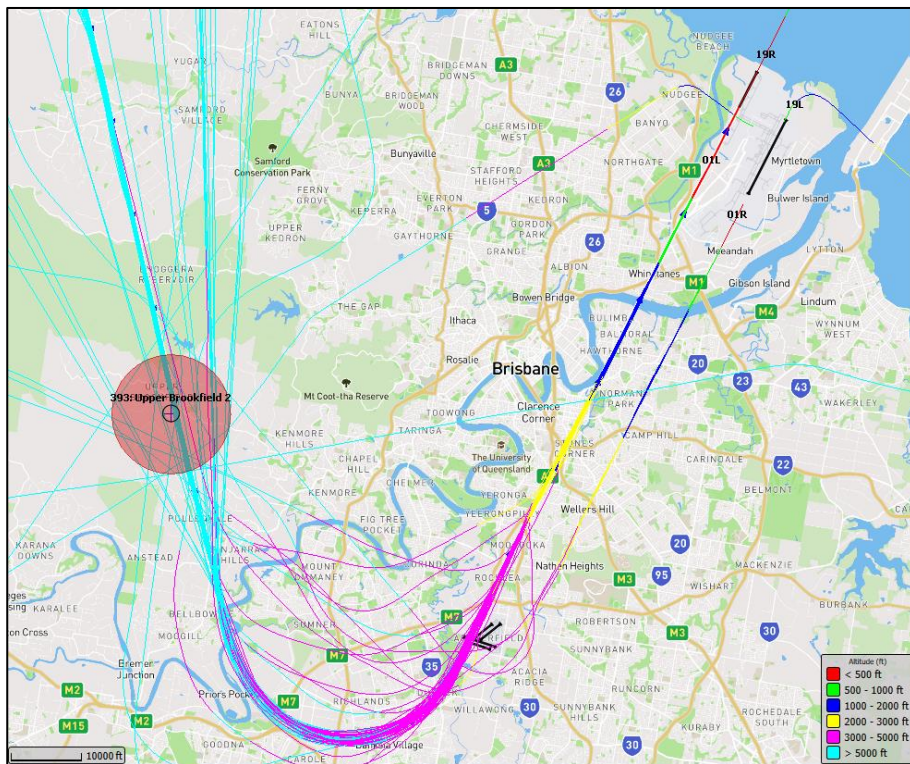 EATONS
HILL
NUDGEE
BEACH
BRIDGEMAN
DOWNS
A3
19R
YUGAR
BRIDGEMAN
WOOD
BUNYA
26
NUDGEE
SAMFORD
VILLAGE
CHERMSIDE
WEST
BANYO
19L
Samford
Conservation Park
Bunyaville
A3
NORTHGATE
01L
M1
Myrtletown
STAFFORD
HEIGHTS
FERNY
GROVE
KEPERRA
EVERTON
PARK
KEDRON
Bulwer Island
5
01R
UPPER
KEDRON
GAYTHORNE
GORDON
PARK
GRANGE
26
Meeandah
LYTTON
ENOGGERA
RESERVOIR
ALBION
Whinstanes
M1
Gibson Island
Lindum
THE GAP
Bowen Bridge
BULIMB
M4
WYNNUM
WEST
Ithaca
BALMORAL
HAWTHORNE
20
Rosalie
Brisbane
23
43
393: Upper Brookfield 2
Mt Coot-tha Reserve
NORMAN
PARK
WAKERLEY
TOOWONG
Clarence
Corner
KENMORE
HILLS
TARINGA
CAMP HILL
The University
of Queensland
STONES
CORNER
CARINDALE
22
CHAPEL
HILL
CHELMER
BELMONT
KENMORE
YERONGA
Wellers Hill
PULLENVALE
FIG TREE
POCKET
YEERONGPILLY
KARANA
DOWNS
ANSTEAD
MOOROOKA
20
MACKENZIE
MOUNT
OMMANEY
Nathan Heights
M3
95
ROCKLEA
WISHART
KARALEE
BELLBOW
M7
BURBANK
SUMNER
ROBERTSON
MOGGILL
M7
M3
30
SUNNYBANK
Bremer
Junction
35
ACACIA
RIDGE
M2
Prior's Pocket
M7
RICHLANDS
RUNCORN
M15
M2
WILLAWONG
30
SUNNYBANK
HILLS
KURABY
ROCHEDALE
SOUTH
GOODNA
30
CAROLE
10000 ft
Altitude (ft)
< 500 ft
500 - 1000 ft
1000 - 2000 ft
2000 - 3000 ft
3000 - 5000 ft
> 5000 ft